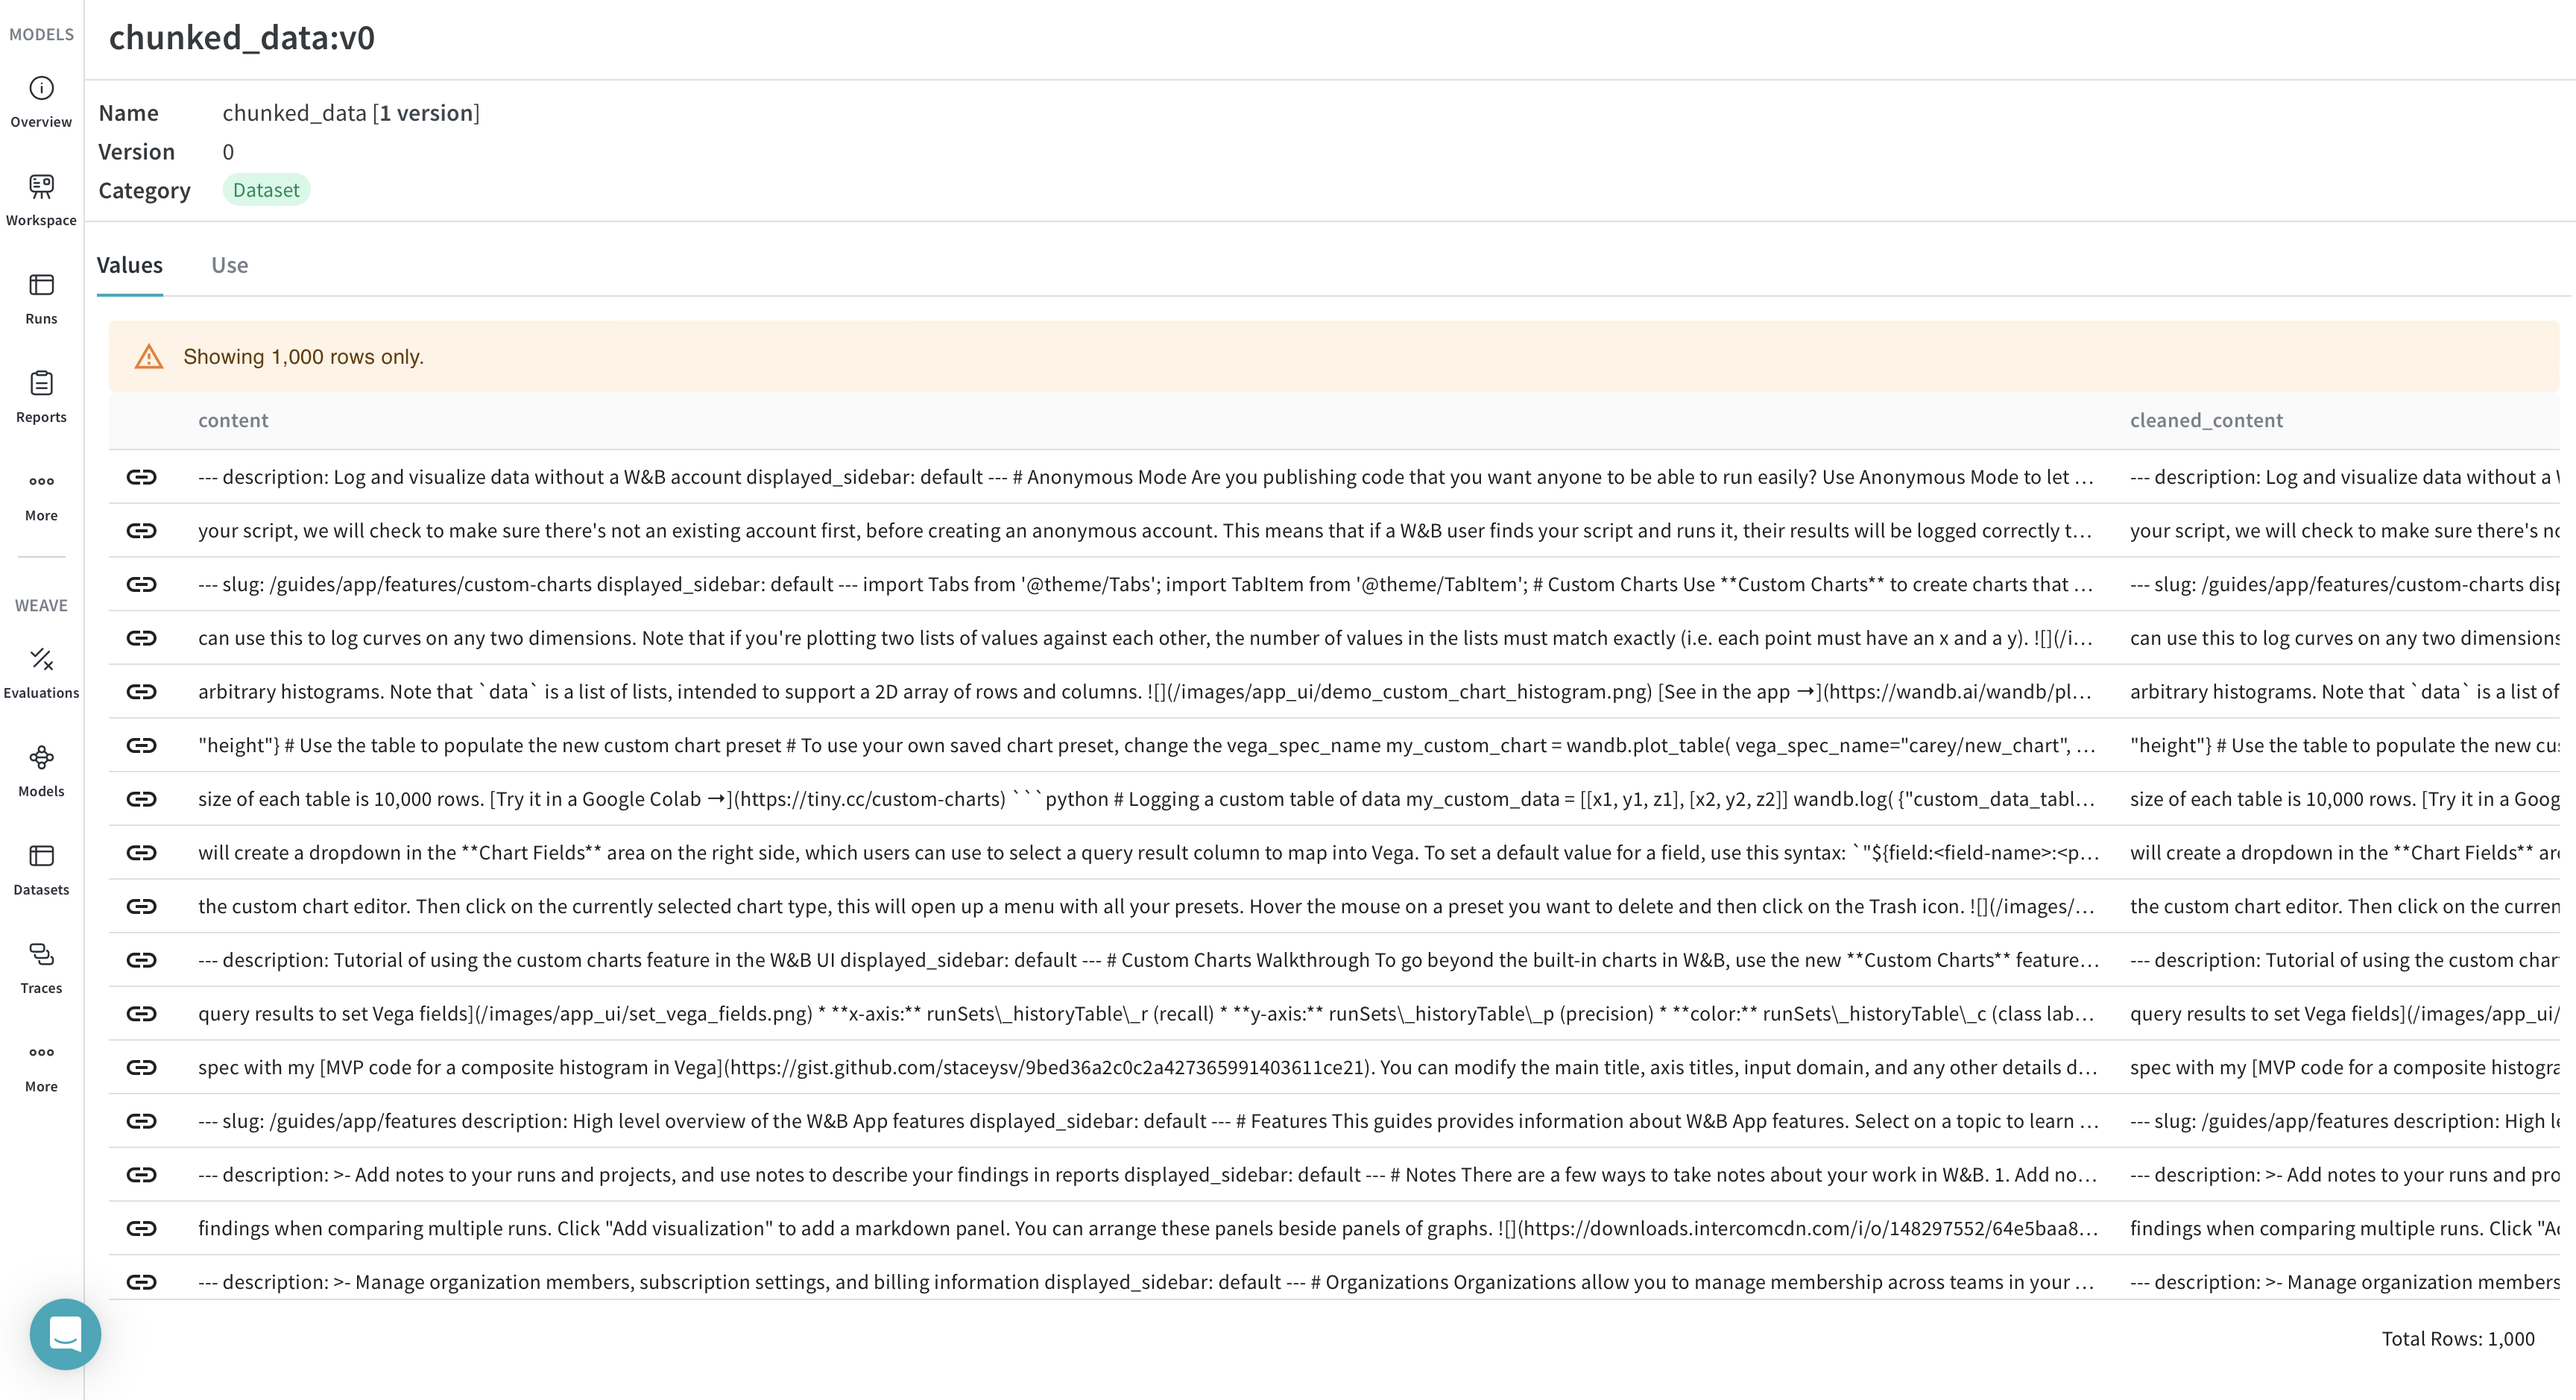 MODELS
Overview
Workspace
Runs
Reports
More
WEAVE
Evaluations
Models
Datasets
Traces
More
chunked_data:v0
Name chunked_data [1 version]
Version 0
Category Dataset
Values Use
Showing 1,000 rows only.
content cleaned_content
--- description: Log and visualize data without a W&B account displayed_sidebar: default --- # Anonymous Mode Are you publishing code that you want anyone to be able to run easily? Use Anonymous Mode to let … --- description: Log and visualize data without a
your script, we will check to make sure there's not an existing account first, before creating an anonymous account. This means that if a W&B user finds your script and runs it, their results will be logged correctly t… your script, we will check to make sure there's no
--- slug: /guides/app/features/custom-charts displayed_sidebar: default --- import Tabs from '@theme/Tabs'; import TabItem from '@theme/TabItem'; # Custom Charts Use **Custom Charts** to create charts that … --- slug: /guides/app/features/custom-charts disp
can use this to log curves on any two dimensions. Note that if you're plotting two lists of values against each other, the number of values in the lists must match exactly (i.e. each point must have an x and a y). ![](/i… can use this to log curves on any two dimensions
arbitrary histograms. Note that `data` is a list of lists, intended to support a 2D array of rows and columns. ![](/images/app_ui/demo_custom_chart_histogram.png) [See in the app →](https://wandb.ai/wandb/pl… arbitrary histograms. Note that `data` is a list of
"height"} # Use the table to populate the new custom chart preset # To use your own saved chart preset, change the vega_spec_name my_custom_chart = wandb.plot_table( vega_spec_name="carey/new_chart", … "height"} # Use the table to populate the new cus
size of each table is 10,000 rows. [Try it in a Google Colab →](https://tiny.cc/custom-charts) ```python # Logging a custom table of data my_custom_data = [[x1, y1, z1], [x2, y2, z2]] wandb.log( {"custom_data_tabl… size of each table is 10,000 rows. [Try it in a Goog
will create a dropdown in the **Chart Fields** area on the right side, which users can use to select a query result column to map into Vega. To set a default value for a field, use this syntax: `"${field:<field-name>:<p… will create a dropdown in the **Chart Fields** are
the custom chart editor. Then click on the currently selected chart type, this will open up a menu with all your presets. Hover the mouse on a preset you want to delete and then click on the Trash icon. ![](/images/… the custom chart editor. Then click on the curren
--- description: Tutorial of using the custom charts feature in the W&B UI displayed_sidebar: default --- # Custom Charts Walkthrough To go beyond the built-in charts in W&B, use the new **Custom Charts** feature… --- description: Tutorial of using the custom char
query results to set Vega fields](/images/app_ui/set_vega_fields.png) * **x-axis:** runSets\_historyTable\_r (recall) * **y-axis:** runSets\_historyTable\_p (precision) * **color:** runSets\_historyTable\_c (class lab… query results to set Vega fields](/images/app_ui/
spec with my [MVP code for a composite histogram in Vega](https://gist.github.com/staceysv/9bed36a2c0c2a427365991403611ce21). You can modify the main title, axis titles, input domain, and any other details d… spec with my [MVP code for a composite histogra
--- slug: /guides/app/features description: High level overview of the W&B App features displayed_sidebar: default --- # Features This guides provides information about W&B App features. Select on a topic to learn … --- slug: /guides/app/features description: High le
--- description: >- Add notes to your runs and projects, and use notes to describe your findings in reports displayed_sidebar: default --- # Notes There are a few ways to take notes about your work in W&B. 1. Add no… --- description: >- Add notes to your runs and pro
findings when comparing multiple runs. Click "Add visualization" to add a markdown panel. You can arrange these panels beside panels of graphs. ![](https://downloads.intercomcdn.com/i/o/148297552/64e5baa8… findings when comparing multiple runs. Click "Ad
--- description: >- Manage organization members, subscription settings, and billing information displayed_sidebar: default --- # Organizations Organizations allow you to manage membership across teams in your … --- description: >- Manage organization members
Total Rows: 1,000